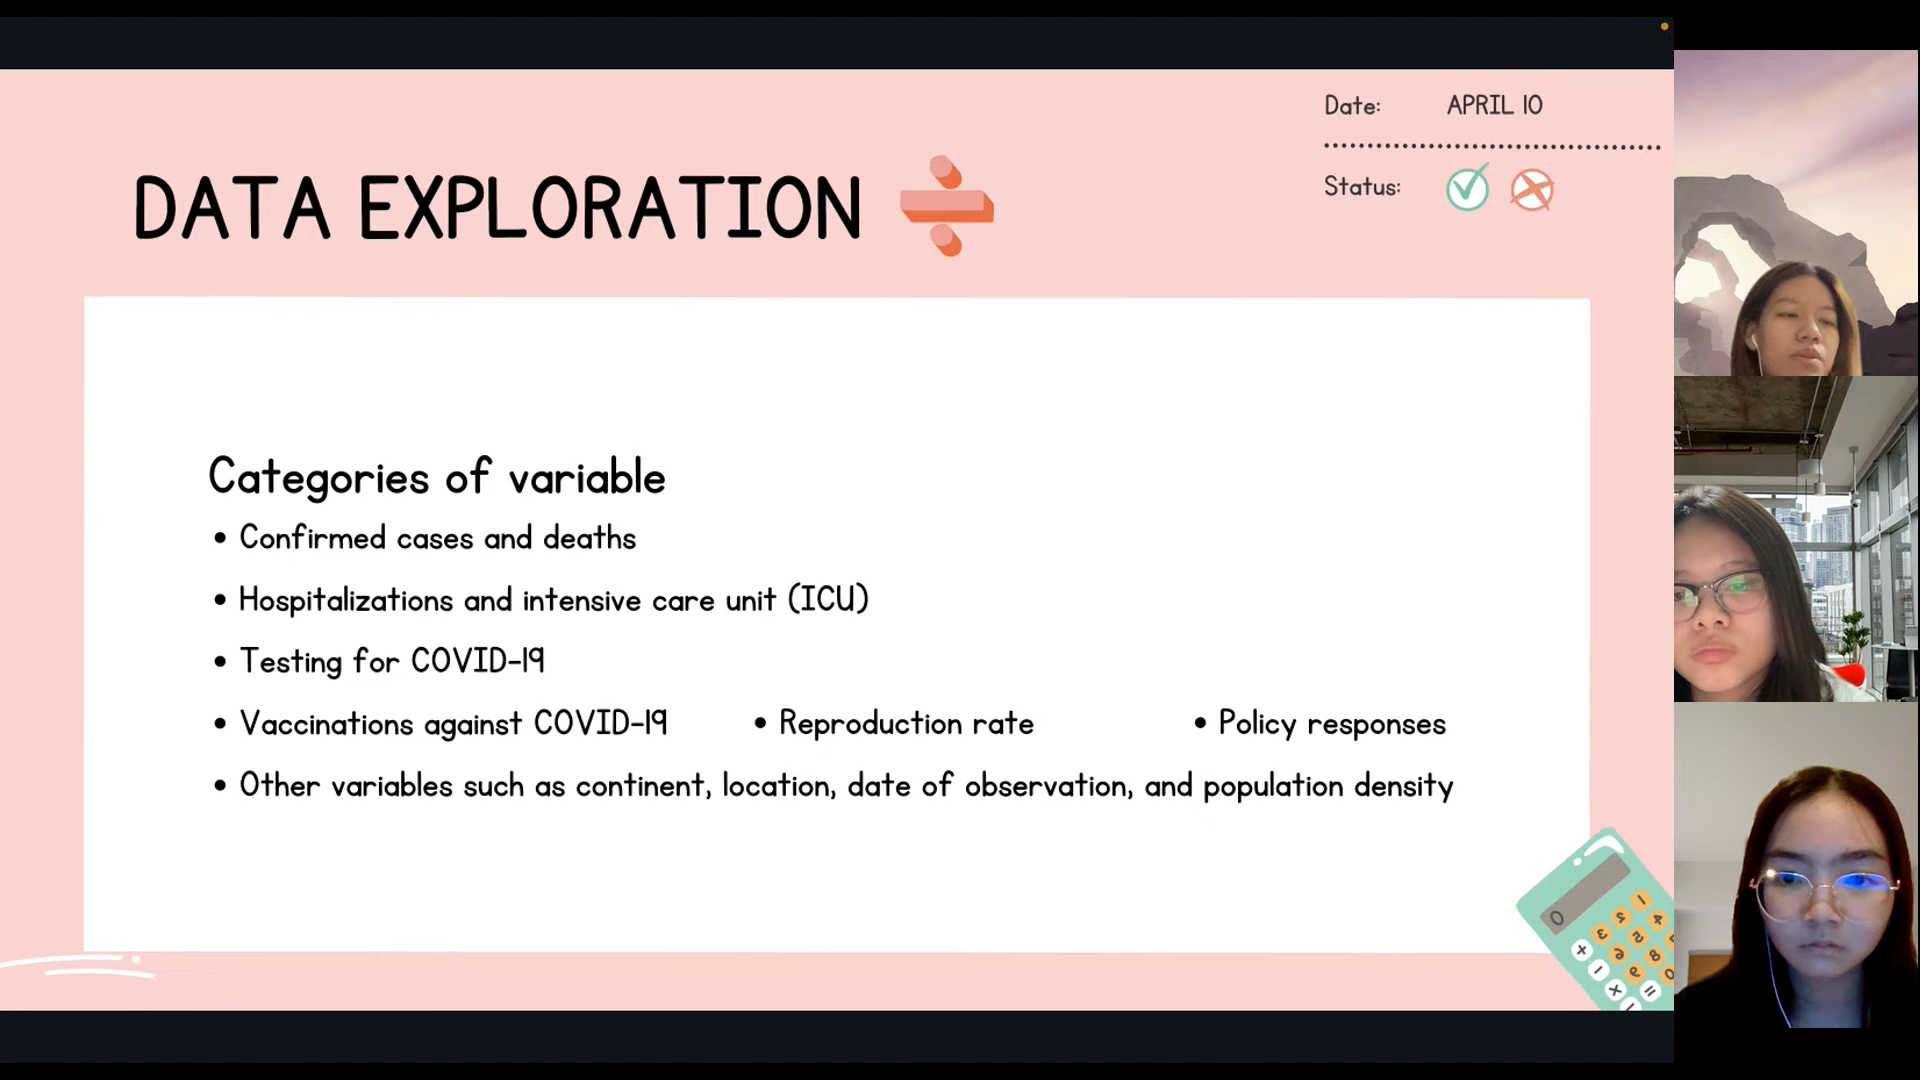 Date: APRIL 10
Status:
DATA EXPLORATION
Categories of variable
• Confirmed cases and deaths
• Hospitalizations and intensive care unit (ICU)
• Testing for COVID-19
• Vaccinations against COVID-19 • Reproduction rate • Policy responses
• Other variables such as continent, location, date of observation, and population density